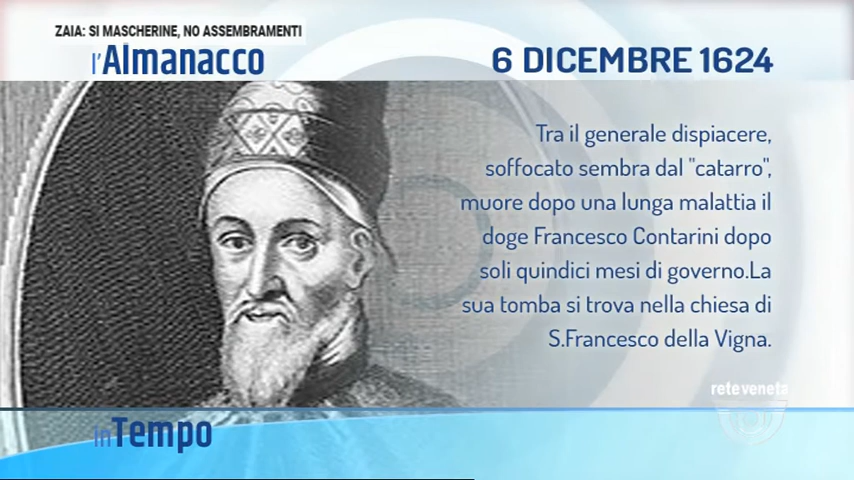 ZAIA: SI MASCHERINE, NO ASSEMBRAMENTI
l'Almanacco
6 DICEMBRE 1624
Tra il generale dispiacere,
soffocato sembra dal "catarro",
muore dopo una lunga malattia il
doge Francesco Contarini dopo
soli quindici mesi di governo.La
sua tomba si trova nella chiesa di
S.Francesco della Vigna.
reteveneta
inTempo